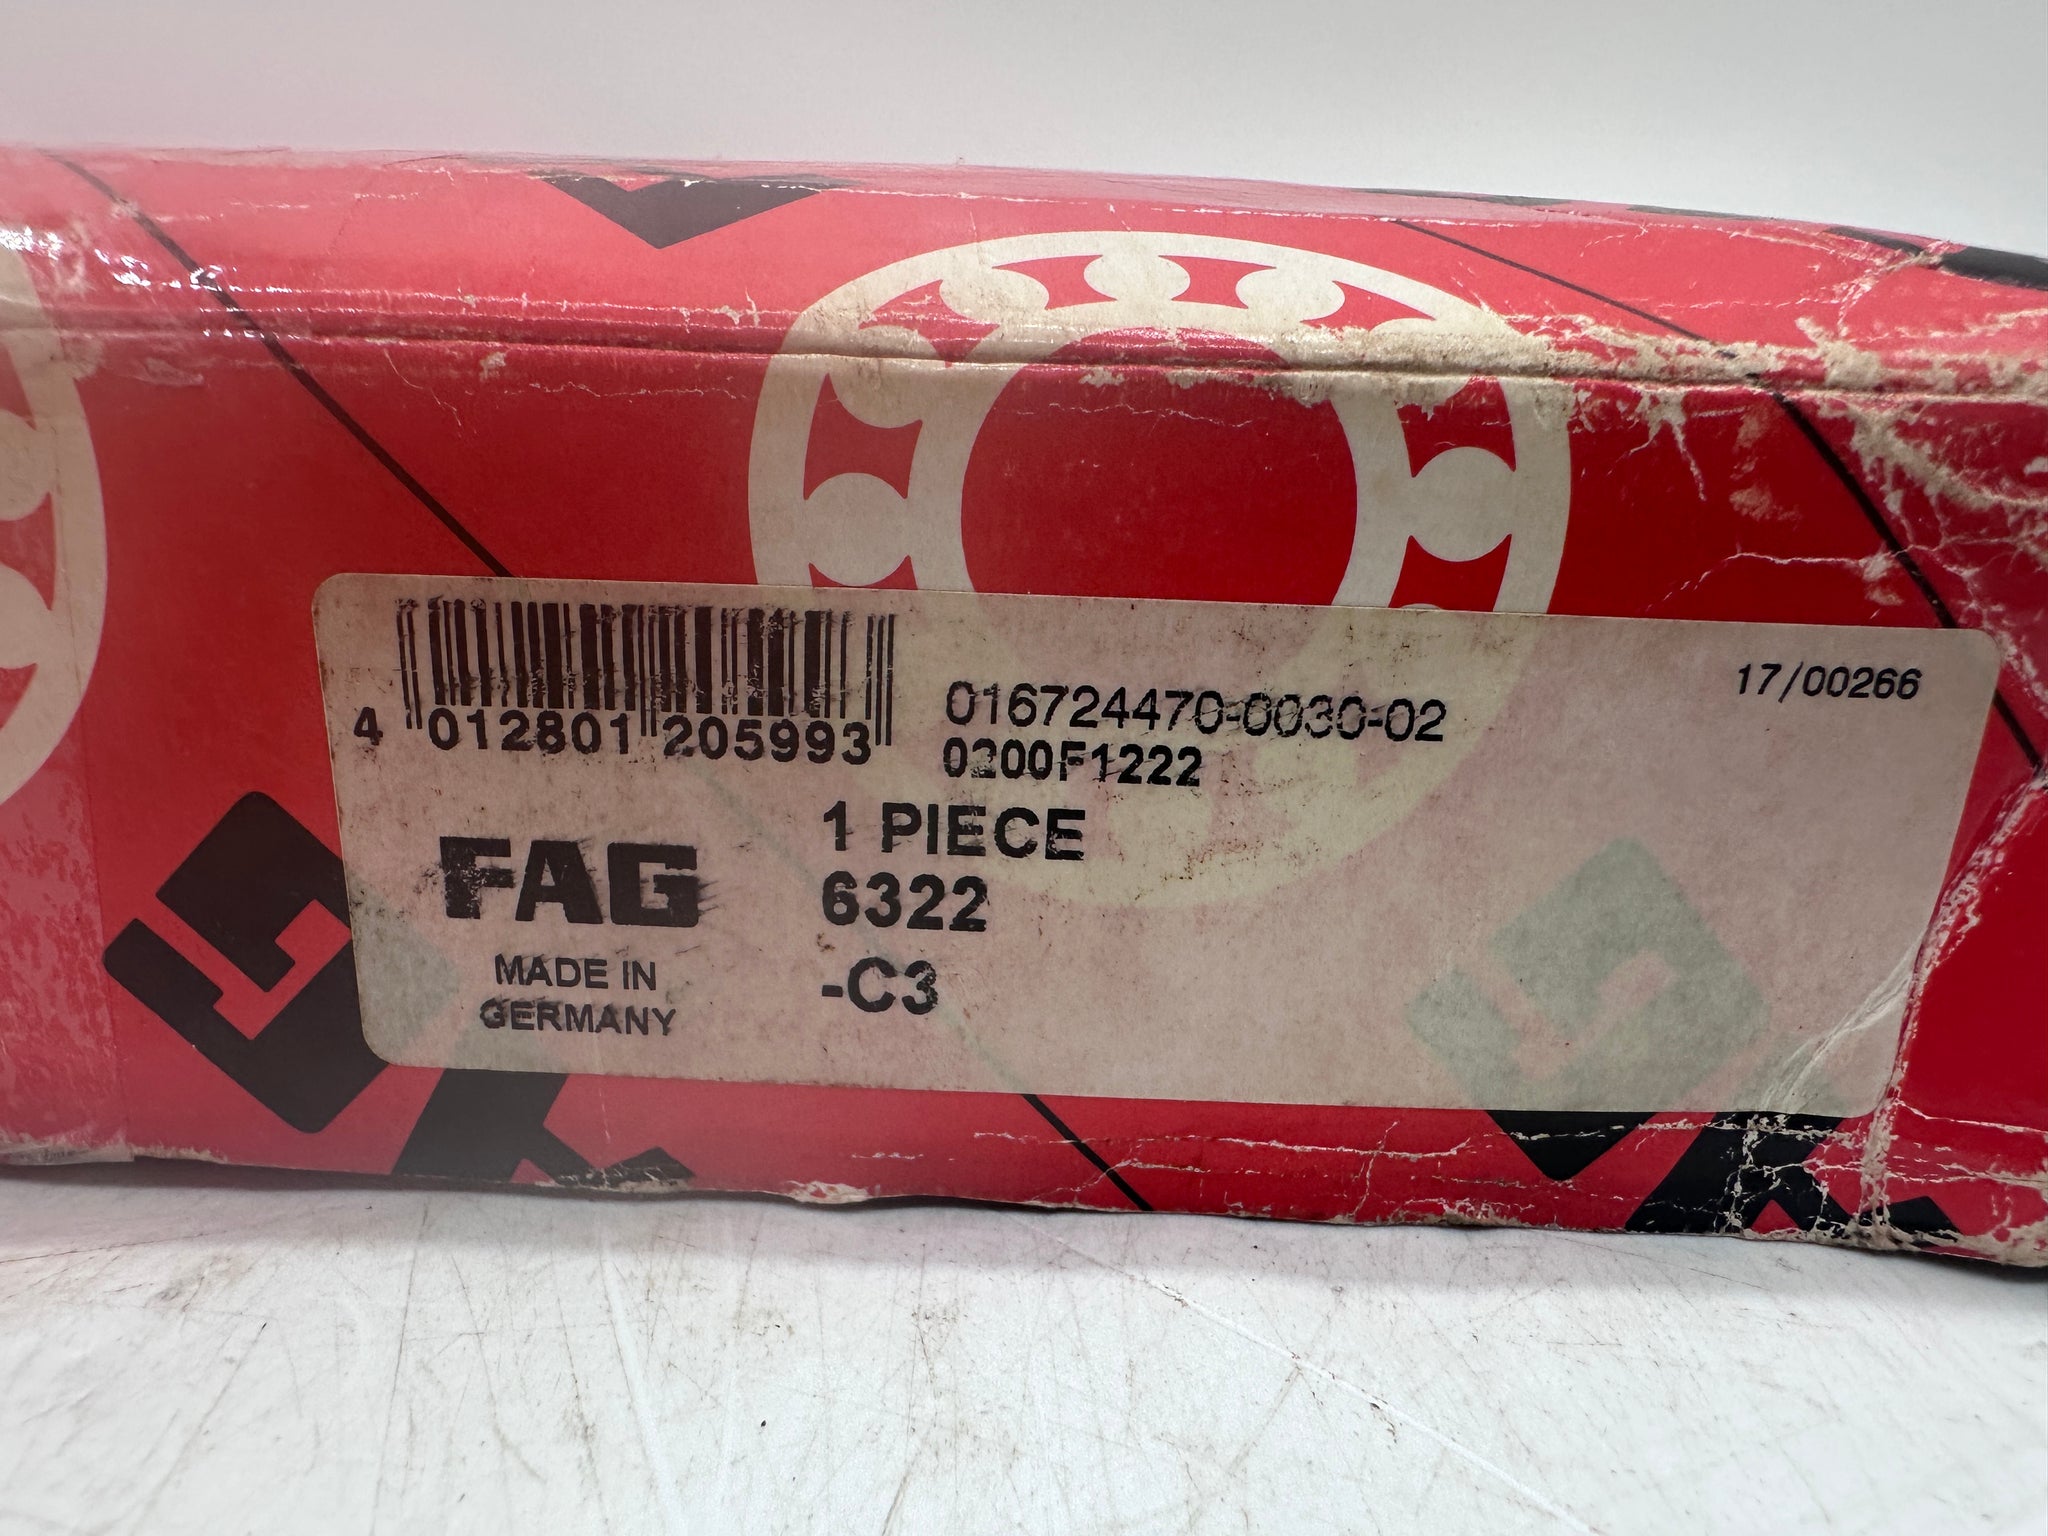 17/00266
4 012801 205993
016724470-0030-02
0200F1222
1 PIECE
FAG
6322
MADE IN
GERMANY
-C3